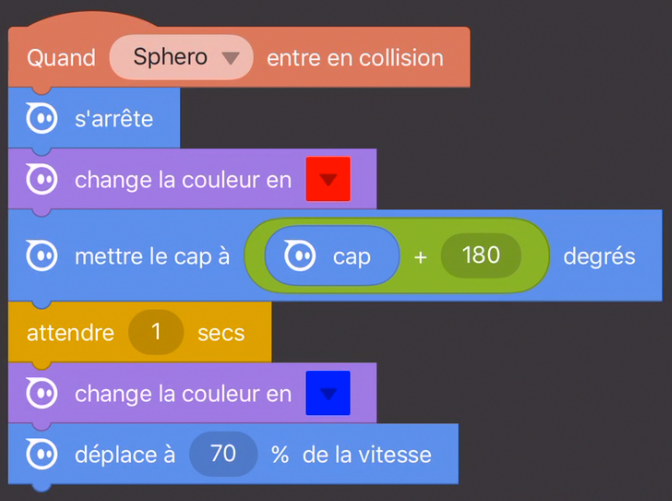 Quand Sphero entre en collision
s'arrête
change la couleur en
mettre le cap à cap + 180 degrés
attendre 1 secs
change la couleur en
déplace à 70 % de la vitesse